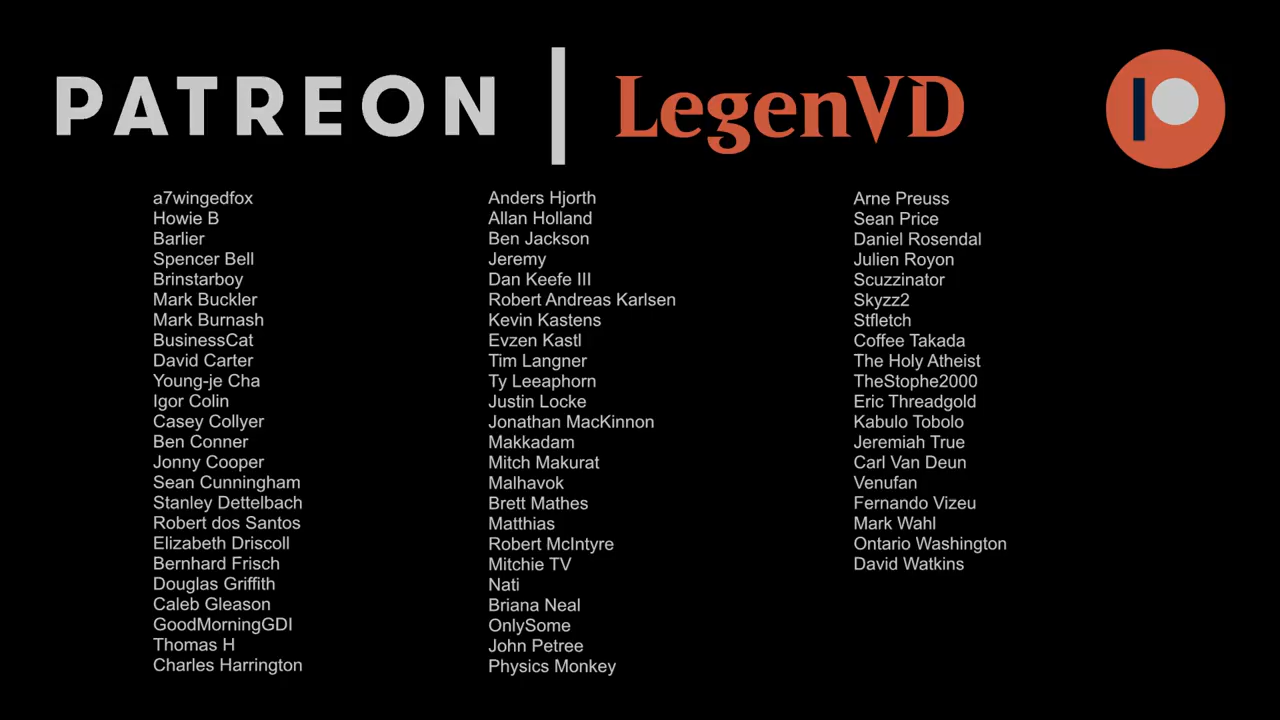 PATREON | LegenVD
a7wingedfox
Howie B
Barlier
Spencer Bell
Brinstarboy
Mark Buckler
Mark Burnash
BusinessCat
David Carter
Young-je Cha
Igor Colin
Casey Collyer
Ben Conner
Jonny Cooper
Sean Cunningham
Stanley Dettelbach
Robert dos Santos
Elizabeth Driscoll
Bernhard Frisch
Douglas Griffith
Caleb Gleason
GoodMorningGDI
Thomas H
Charles Harrington
Anders Hjorth
Allan Holland
Ben Jackson
Jeremy
Dan Keefe III
Robert Andreas Karlsen
Kevin Kastens
Evzen Kastl
Tim Langner
Ty Leeaphorn
Justin Locke
Jonathan MacKinnon
Makkadam
Mitch Makurat
Malhavok
Brett Mathes
Matthias
Robert McIntyre
Mitchie TV
Nati
Briana Neal
OnlySome
John Petree
Physics Monkey
Arne Preuss
Sean Price
Daniel Rosendal
Julien Royon
Scuzzinator
Skyzz2
Stfletch
Coffee Takada
The Holy Atheist
TheStophe2000
Eric Threadgold
Kabulo Tobolo
Jeremiah True
Carl Van Deun
Venufan
Fernando Vizeu
Mark Wahl
Ontario Washington
David Watkins